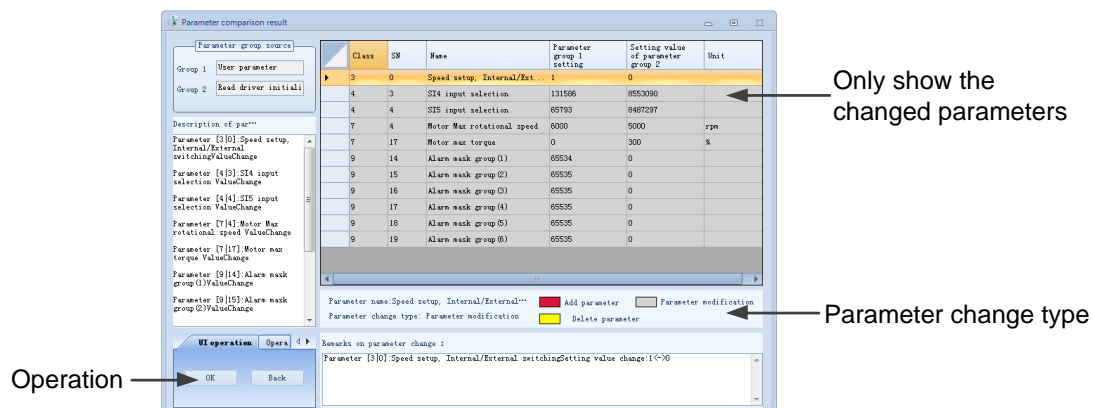 Parameter comparison result
Parameter group source
Group 1 User parameter
Group 2 Read driver initiali
Description of par···
Parameter [3|0]:Speed setup,
Internal/External
switchingValueChange
Parameter [4|3]:SI4 input
selection ValueChange
Parameter [4|4]:SI5 input
selection ValueChange
Parameter [7|4]:Motor Max
rotational speed ValueChange
Parameter [7|17]:Motor max
torque ValueChange
Parameter [9|14]:Alarm mask
group(1)ValueChange
Parameter [9|15]:Alarm mask
group(2)ValueChange
UI operation Opera
OK Back
Class SN Name Parameter group 1 setting Setting value of parameter group 2 Unit
3 0 Speed setup, Internal/Ext... 1 0
4 3 SI4 input selection 131586 8553090
4 4 SI5 input selection 65793 8487297
7 4 Motor Max rotational speed 6000 5000 rpm
7 17 Motor max torque 0 300 %
9 14 Alarm mask group(1) 65534 0
9 15 Alarm mask group(2) 65535 0
9 16 Alarm mask group(3) 65535 0
9 17 Alarm mask group(4) 65535 0
9 18 Alarm mask group(5) 65535 0
9 19 Alarm mask group(6) 65535 0
Parameter name:Speed setup, Internal/External··· Add parameter Parameter modification
Parameter change type: Parameter modification Delete parameter
Remarks on parameter change :
Parameter [3|0]:Speed setup, Internal/External switchingSetting value change:1<->0
Only show the
changed parameters
Parameter change type
Operation